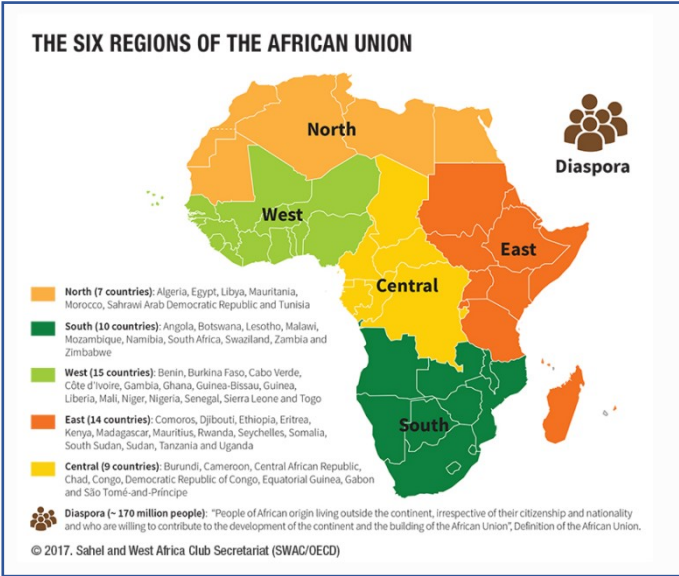 THE SIX REGIONS OF THE AFRICAN UNION
North
Diaspora
West
East
Central
South
North (7 countries): Algeria, Egypt, Libya, Mauritania,
Morocco, Sahrawi Arab Democratic Republic and Tunisia
South (10 countries): Angola, Botswana, Lesotho, Malawi,
Mozambique, Namibia, South Africa, Swaziland, Zambia and
Zimbabwe
West (15 countries): Benin, Burkina Faso, Cabo Verde,
Côte d'Ivoire, Gambia, Ghana, Guinea-Bissau, Guinea,
Liberia, Mali, Niger, Nigeria, Senegal, Sierra Leone and Togo
East (14 countries): Comoros, Djibouti, Ethiopia, Eritrea,
Kenya, Madagascar, Mauritius, Rwanda, Seychelles, Somalia,
South Sudan, Sudan, Tanzania and Uganda
Central (9 countries): Burundi, Cameroon, Central African Republic,
Chad, Congo, Democratic Republic of Congo, Equatorial Guinea, Gabon
and São Tomé-and-Príncipe
Diaspora (~ 170 million people): "People of African origin living outside the continent, irrespective of their citizenship and nationality
and who are willing to contribute to the development of the continent and the building of the African Union", Definition of the African Union.
© 2017. Sahel and West Africa Club Secretariat (SWAC/OECD)